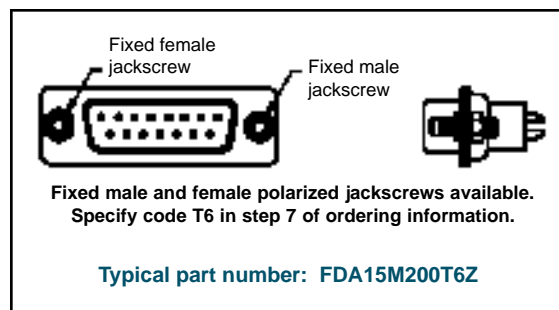 Fixed female
jackscrew
Fixed male
jackscrew
Fixed male and female polarized jackscrews available.
Specify code T6 in step 7 of ordering information.
Typical part number: FDA15M200T6Z